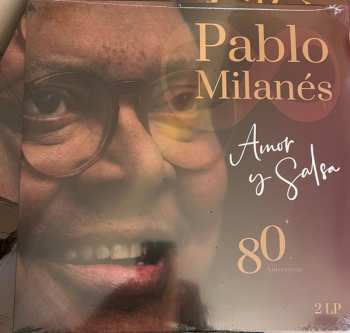 Pablo
Milanés
Amor
y Salsa
80
Aniversario
2 LP